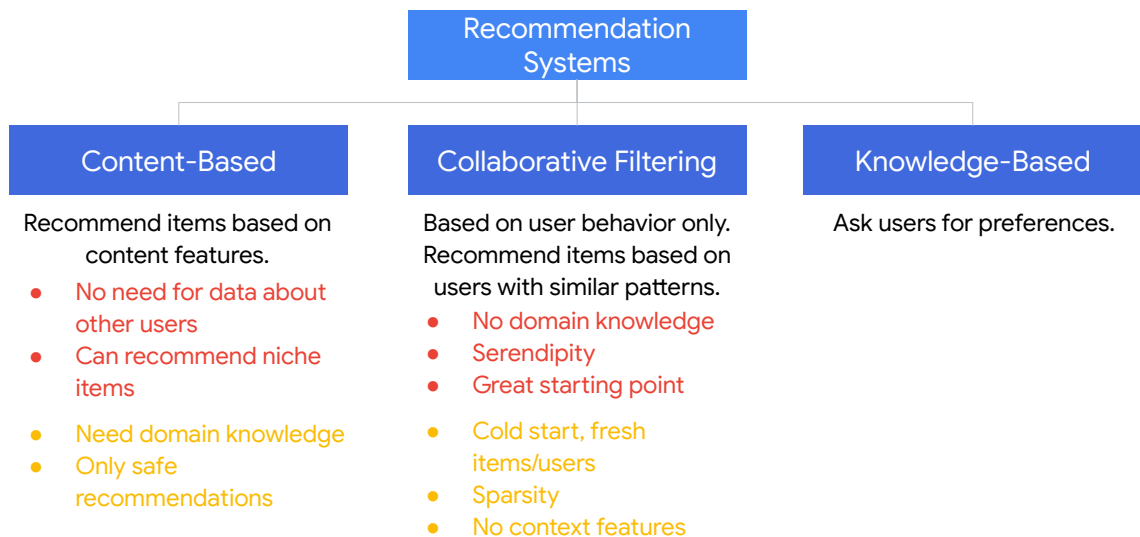 Recommendation
Systems
Content-Based
Recommend items based on
content features.
● No need for data about
other users
● Can recommend niche
items
● Need domain knowledge
● Only safe
recommendations
Collaborative Filtering
Based on user behavior only.
Recommend items based on
users with similar patterns.
● No domain knowledge
● Serendipity
● Great starting point
● Cold start, fresh
items/users
● Sparsity
● No context features
Knowledge-Based
Ask users for preferences.